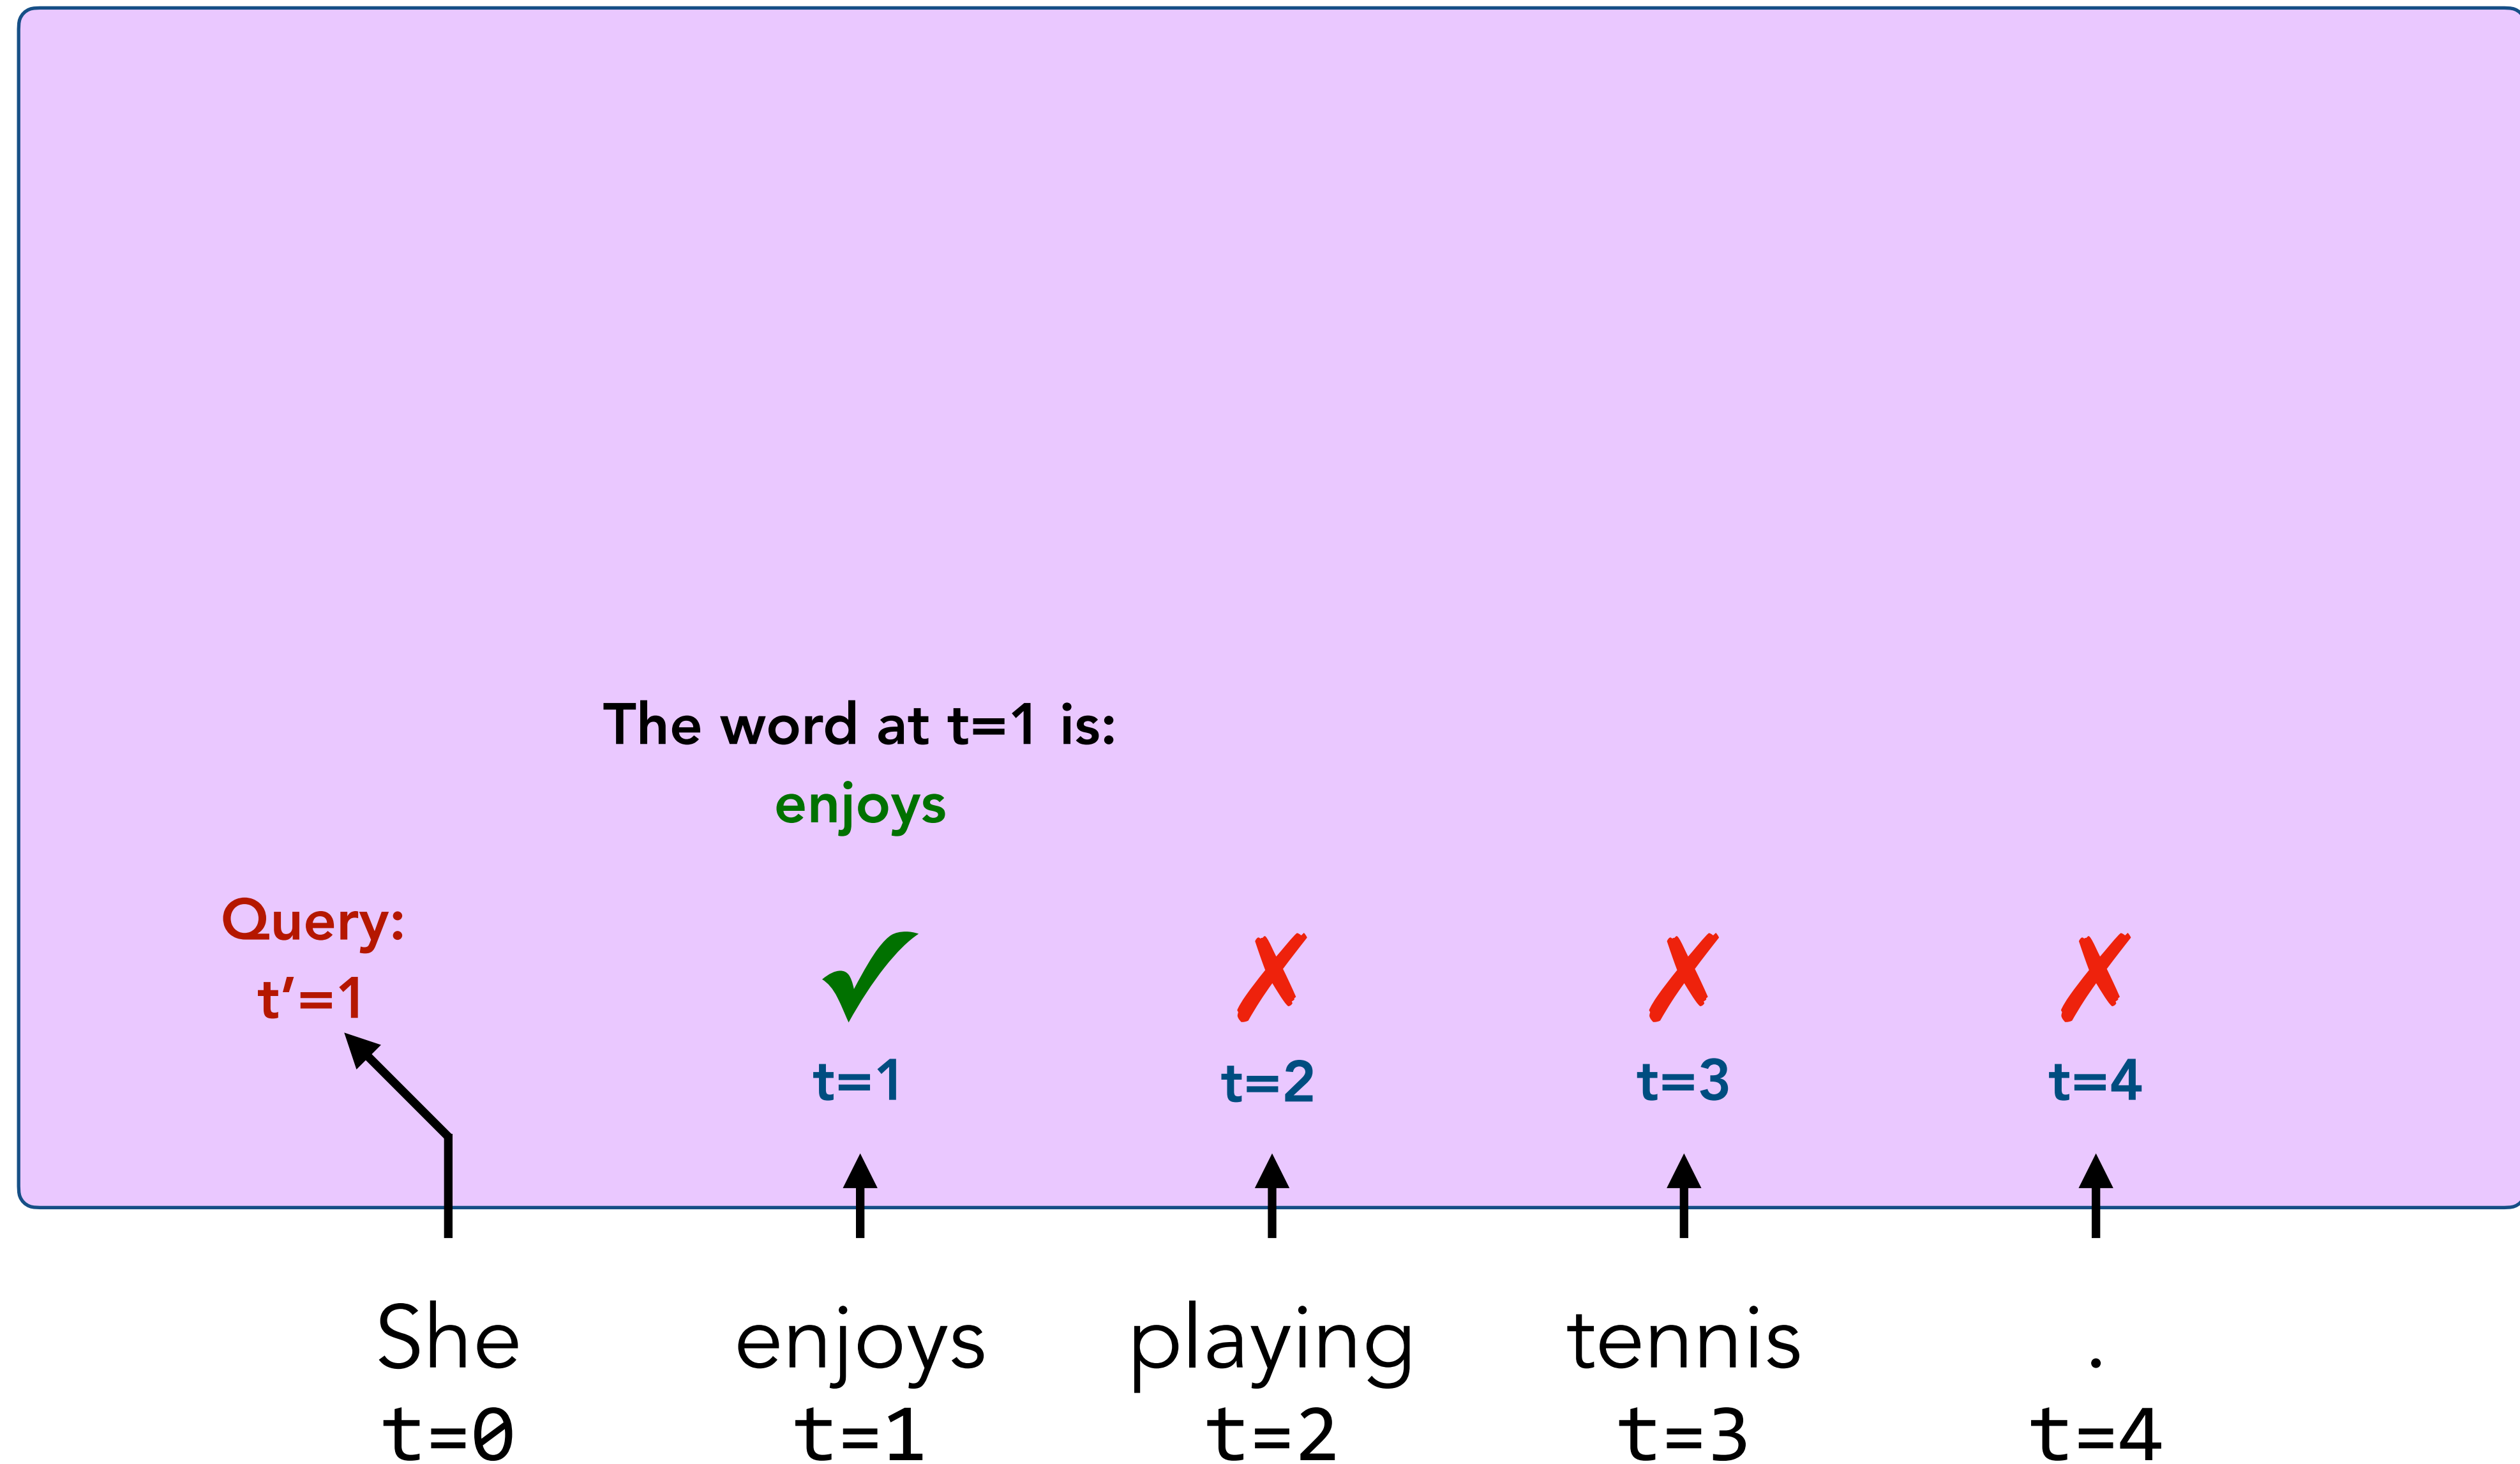 The word at t=1 is:
enjoys
Query:
t‘=1
✓ ✗ ✗ ✗
t=1 t=2 t=3 t=4
She enjoys playing tennis .
t=0 t=1 t=2 t=3 t=4